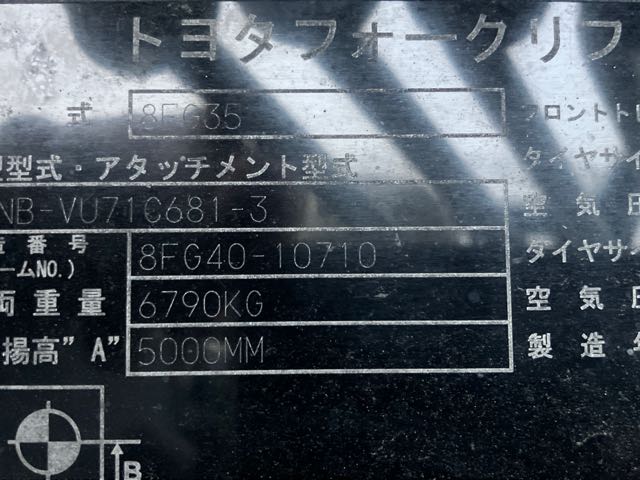 トヨタフォークリフ
式 8FG35 フロントトレ
型式・アタッチメント型式 タイヤサイ
NB-VU71C681-3 空気圧
番号 8FG40-10710 タイヤサイ
ームNO.)
両重量 6790KG 空気圧
揚高"A" 5000MM 製造年
B